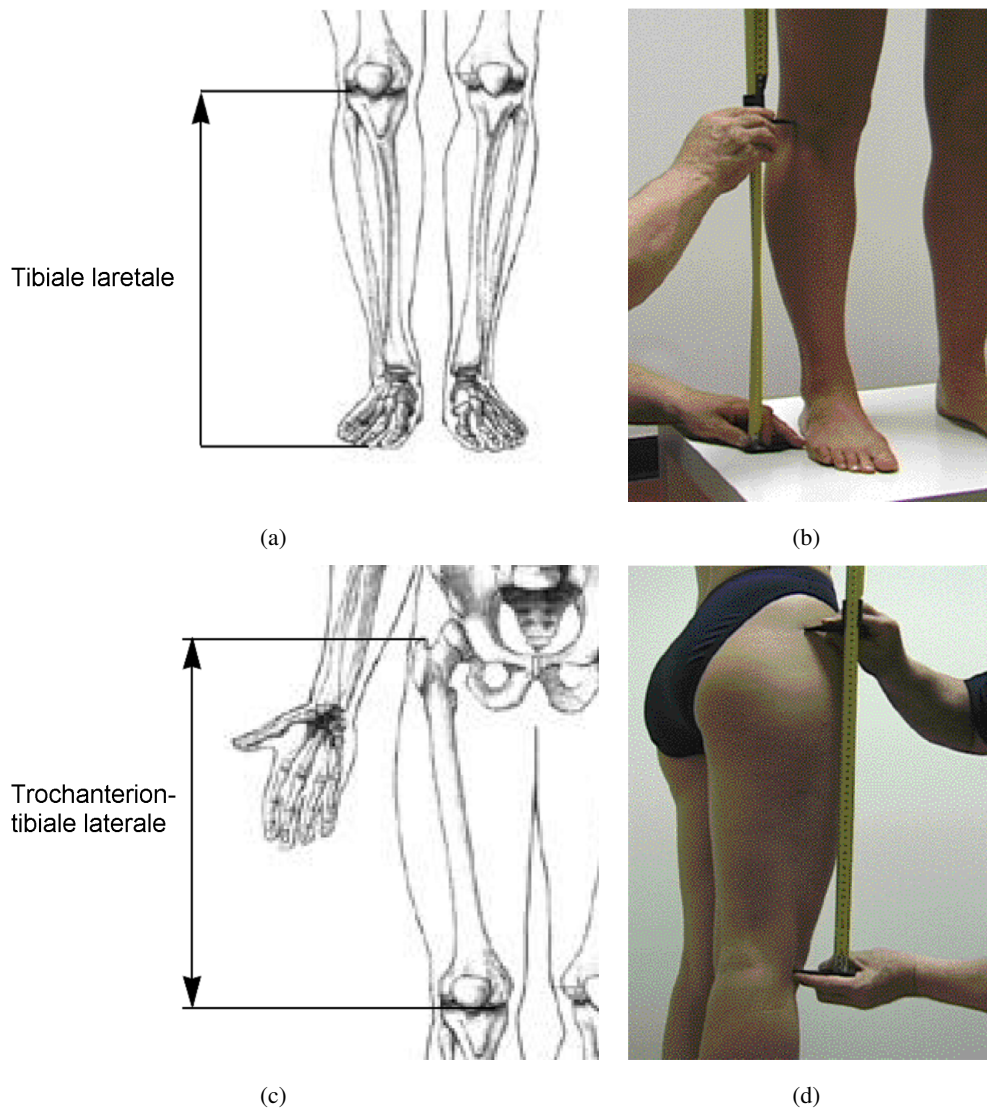 Tibiale laretale
(a)
(b)
Trochanterion-
tibiale laterale
(c)
(d)